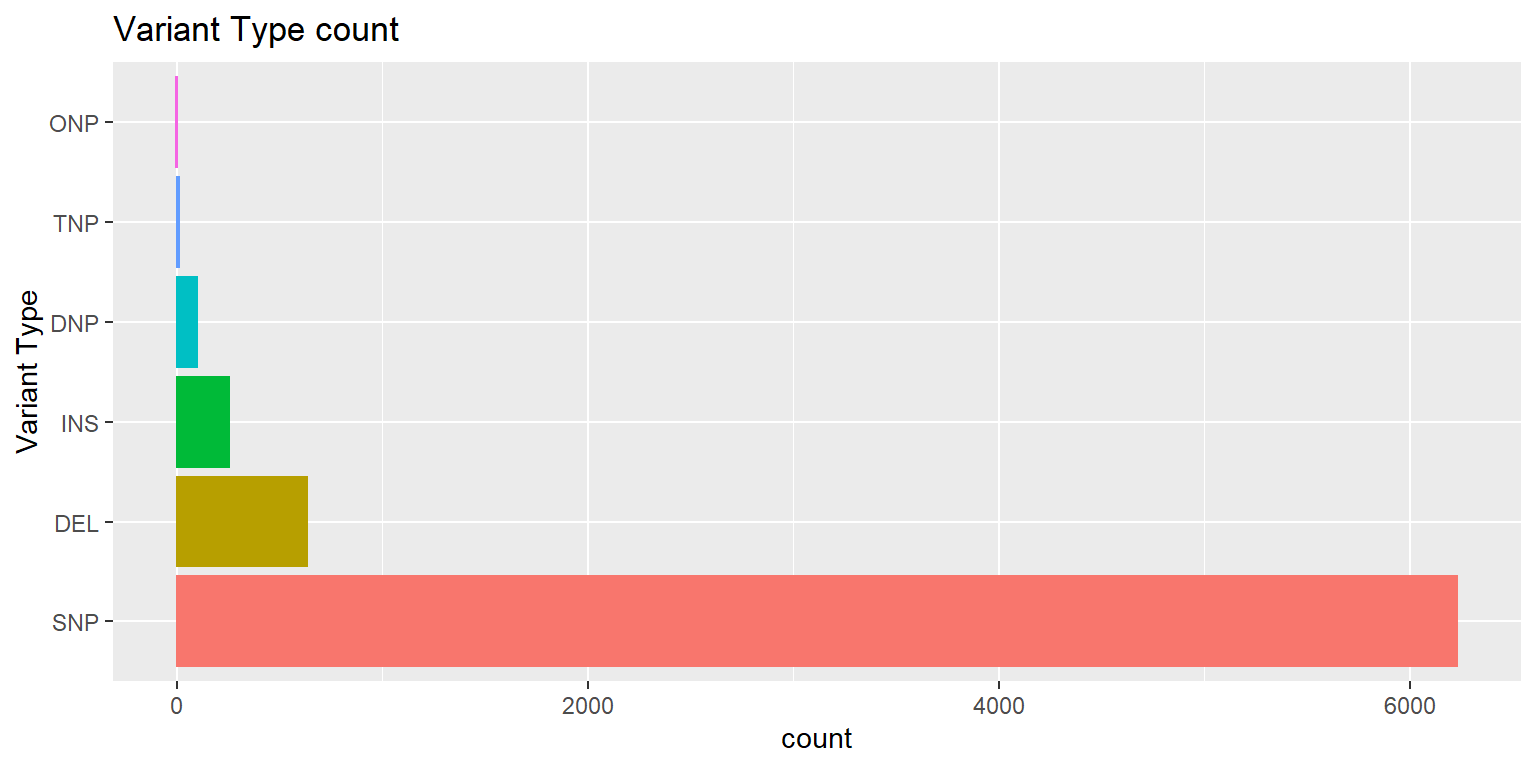 Variant Type count
Variant Type
ONP
TNP
DNP
INS
DEL
SNP
0 2000 4000 6000
count